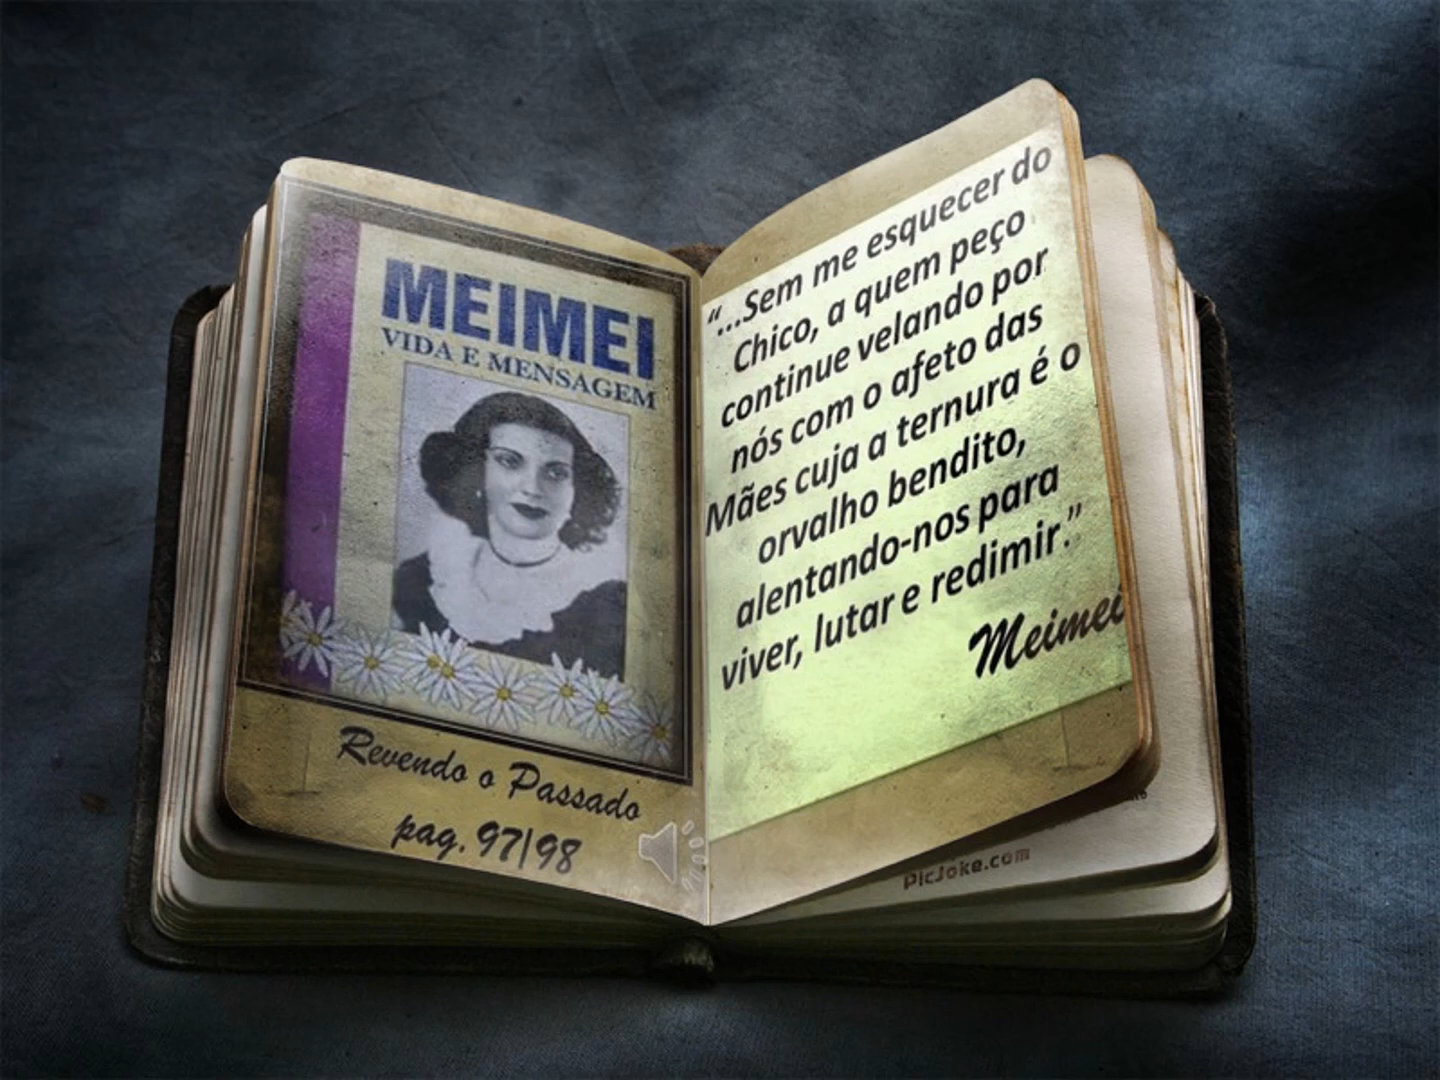 MEIMEI
VIDA E MENSAGEM
Revendo o Passado
pag. 97/98
“...Sem me esquecer do
Chico, a quem peço
continue velando por
nós com o afeto das
Mães cuja a ternura é o
orvalho bendito,
alentando-nos para
viver, lutar e redimir.”
Meimei
PicJoke.com